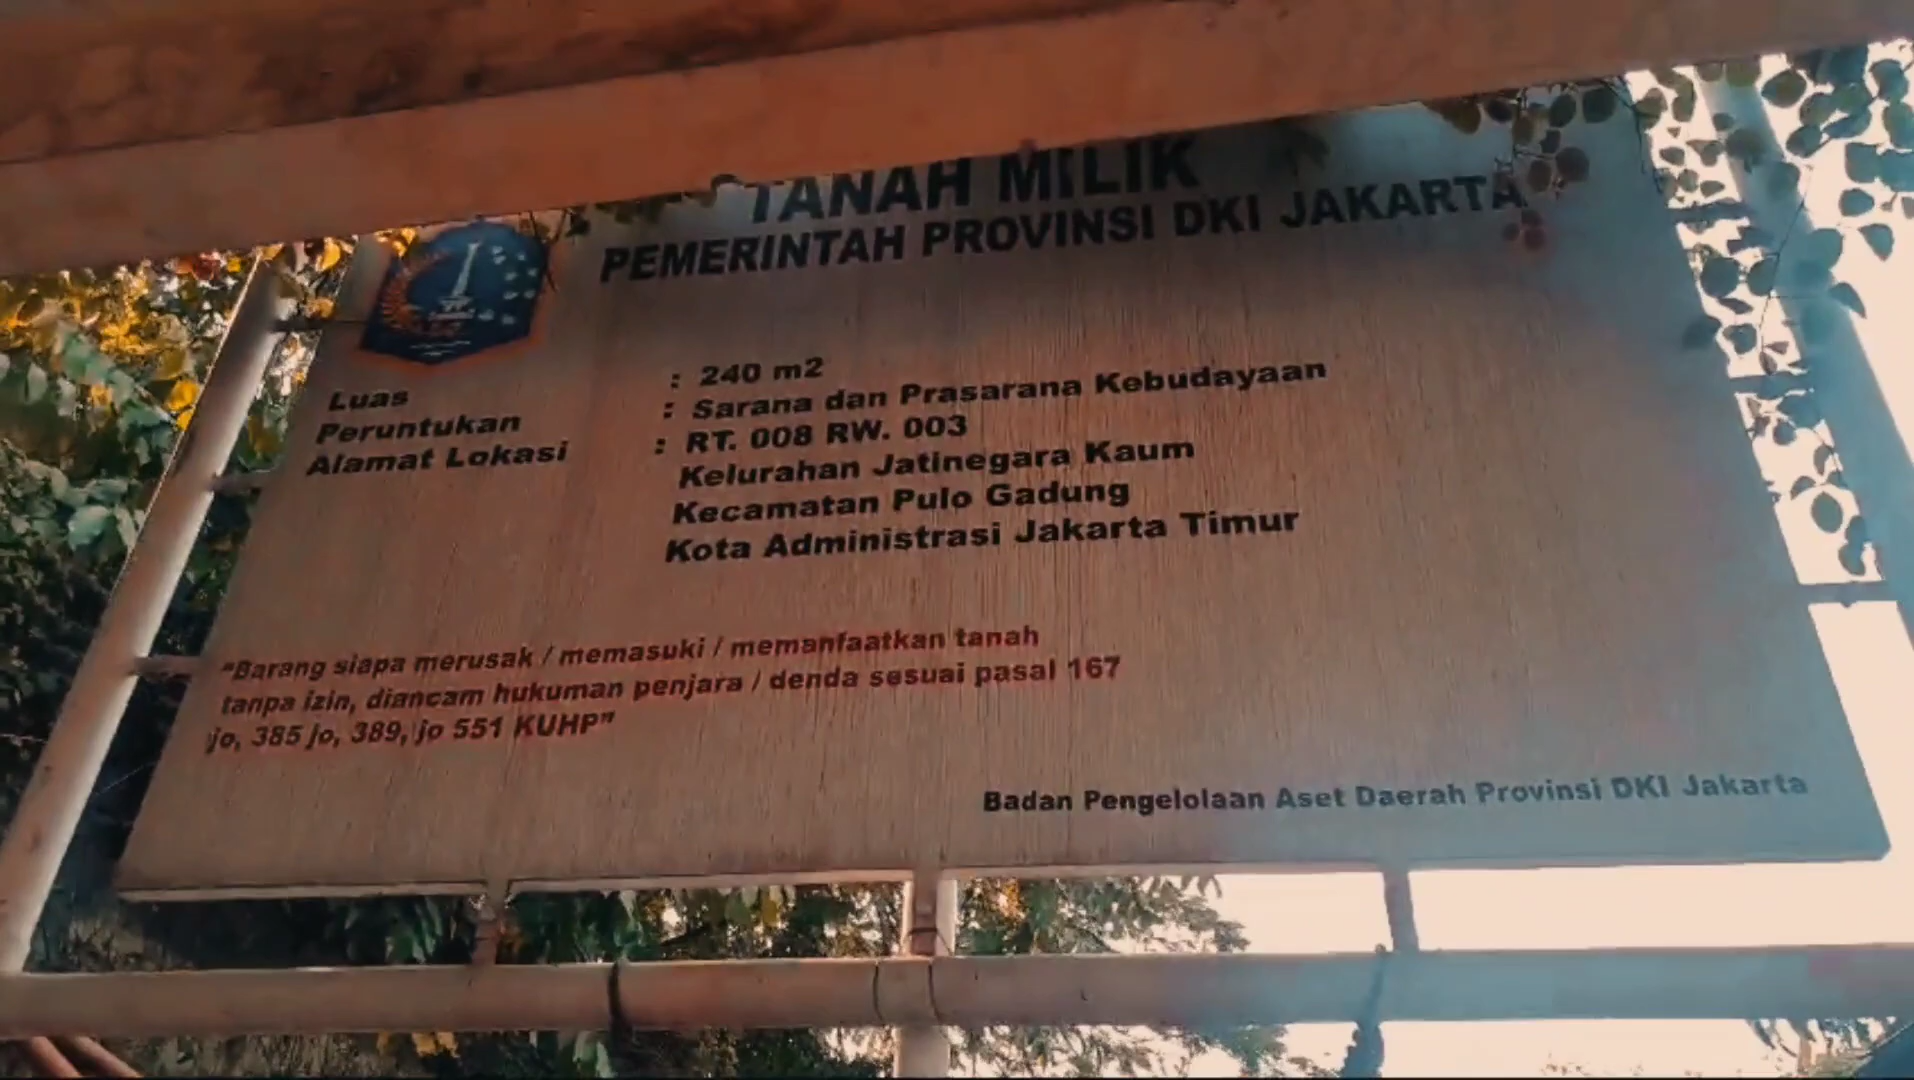 TANAH MILIK
PEMERINTAH PROVINSI DKI JAKARTA
Luas : 240 m2
Peruntukan : Sarana dan Prasarana Kebudayaan
Alamat Lokasi : RT. 008 RW. 003
Kelurahan Jatinegara Kaum
Kecamatan Pulo Gadung
Kota Administrasi Jakarta Timur
"Barang siapa merusak / memasuki / memanfaatkan tanah
tanpa izin, diancam hukuman penjara / denda sesuai pasal 167
jo, 385 jo, 389, jo 551 KUHP"
Badan Pengelolaan Aset Daerah Provinsi DKI Jakarta